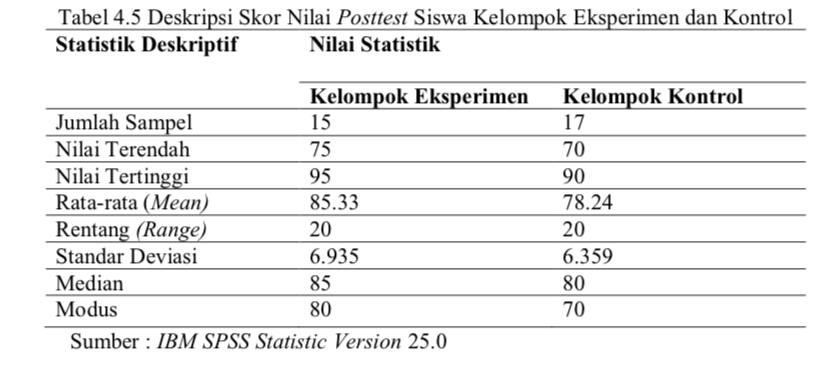 Tabel 4.5 Deskripsi Skor Nilai Posttest Siswa Kelompok Eksperimen dan Kontrol
Statistik Deskriptif Nilai Statistik
Kelompok Eksperimen Kelompok Kontrol
Jumlah Sampel 15 17
Nilai Terendah 75 70
Nilai Tertinggi 95 90
Rata-rata (Mean) 85.33 78.24
Rentang (Range) 20 20
Standar Deviasi 6.935 6.359
Median 85 80
Modus 80 70
Sumber : IBM SPSS Statistic Version 25.0